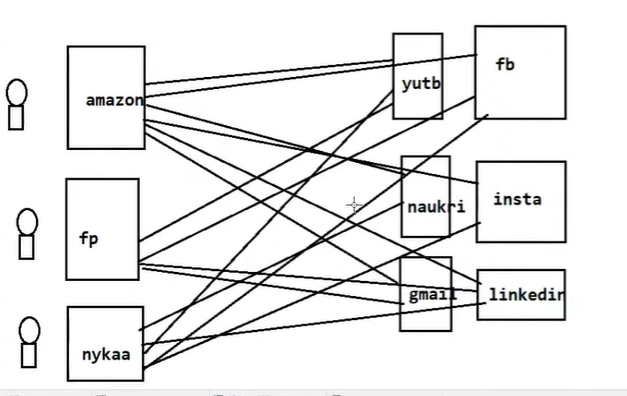 amazon
yutb
fb
fp
naukri
insta
nykaa
gmail
linkedin